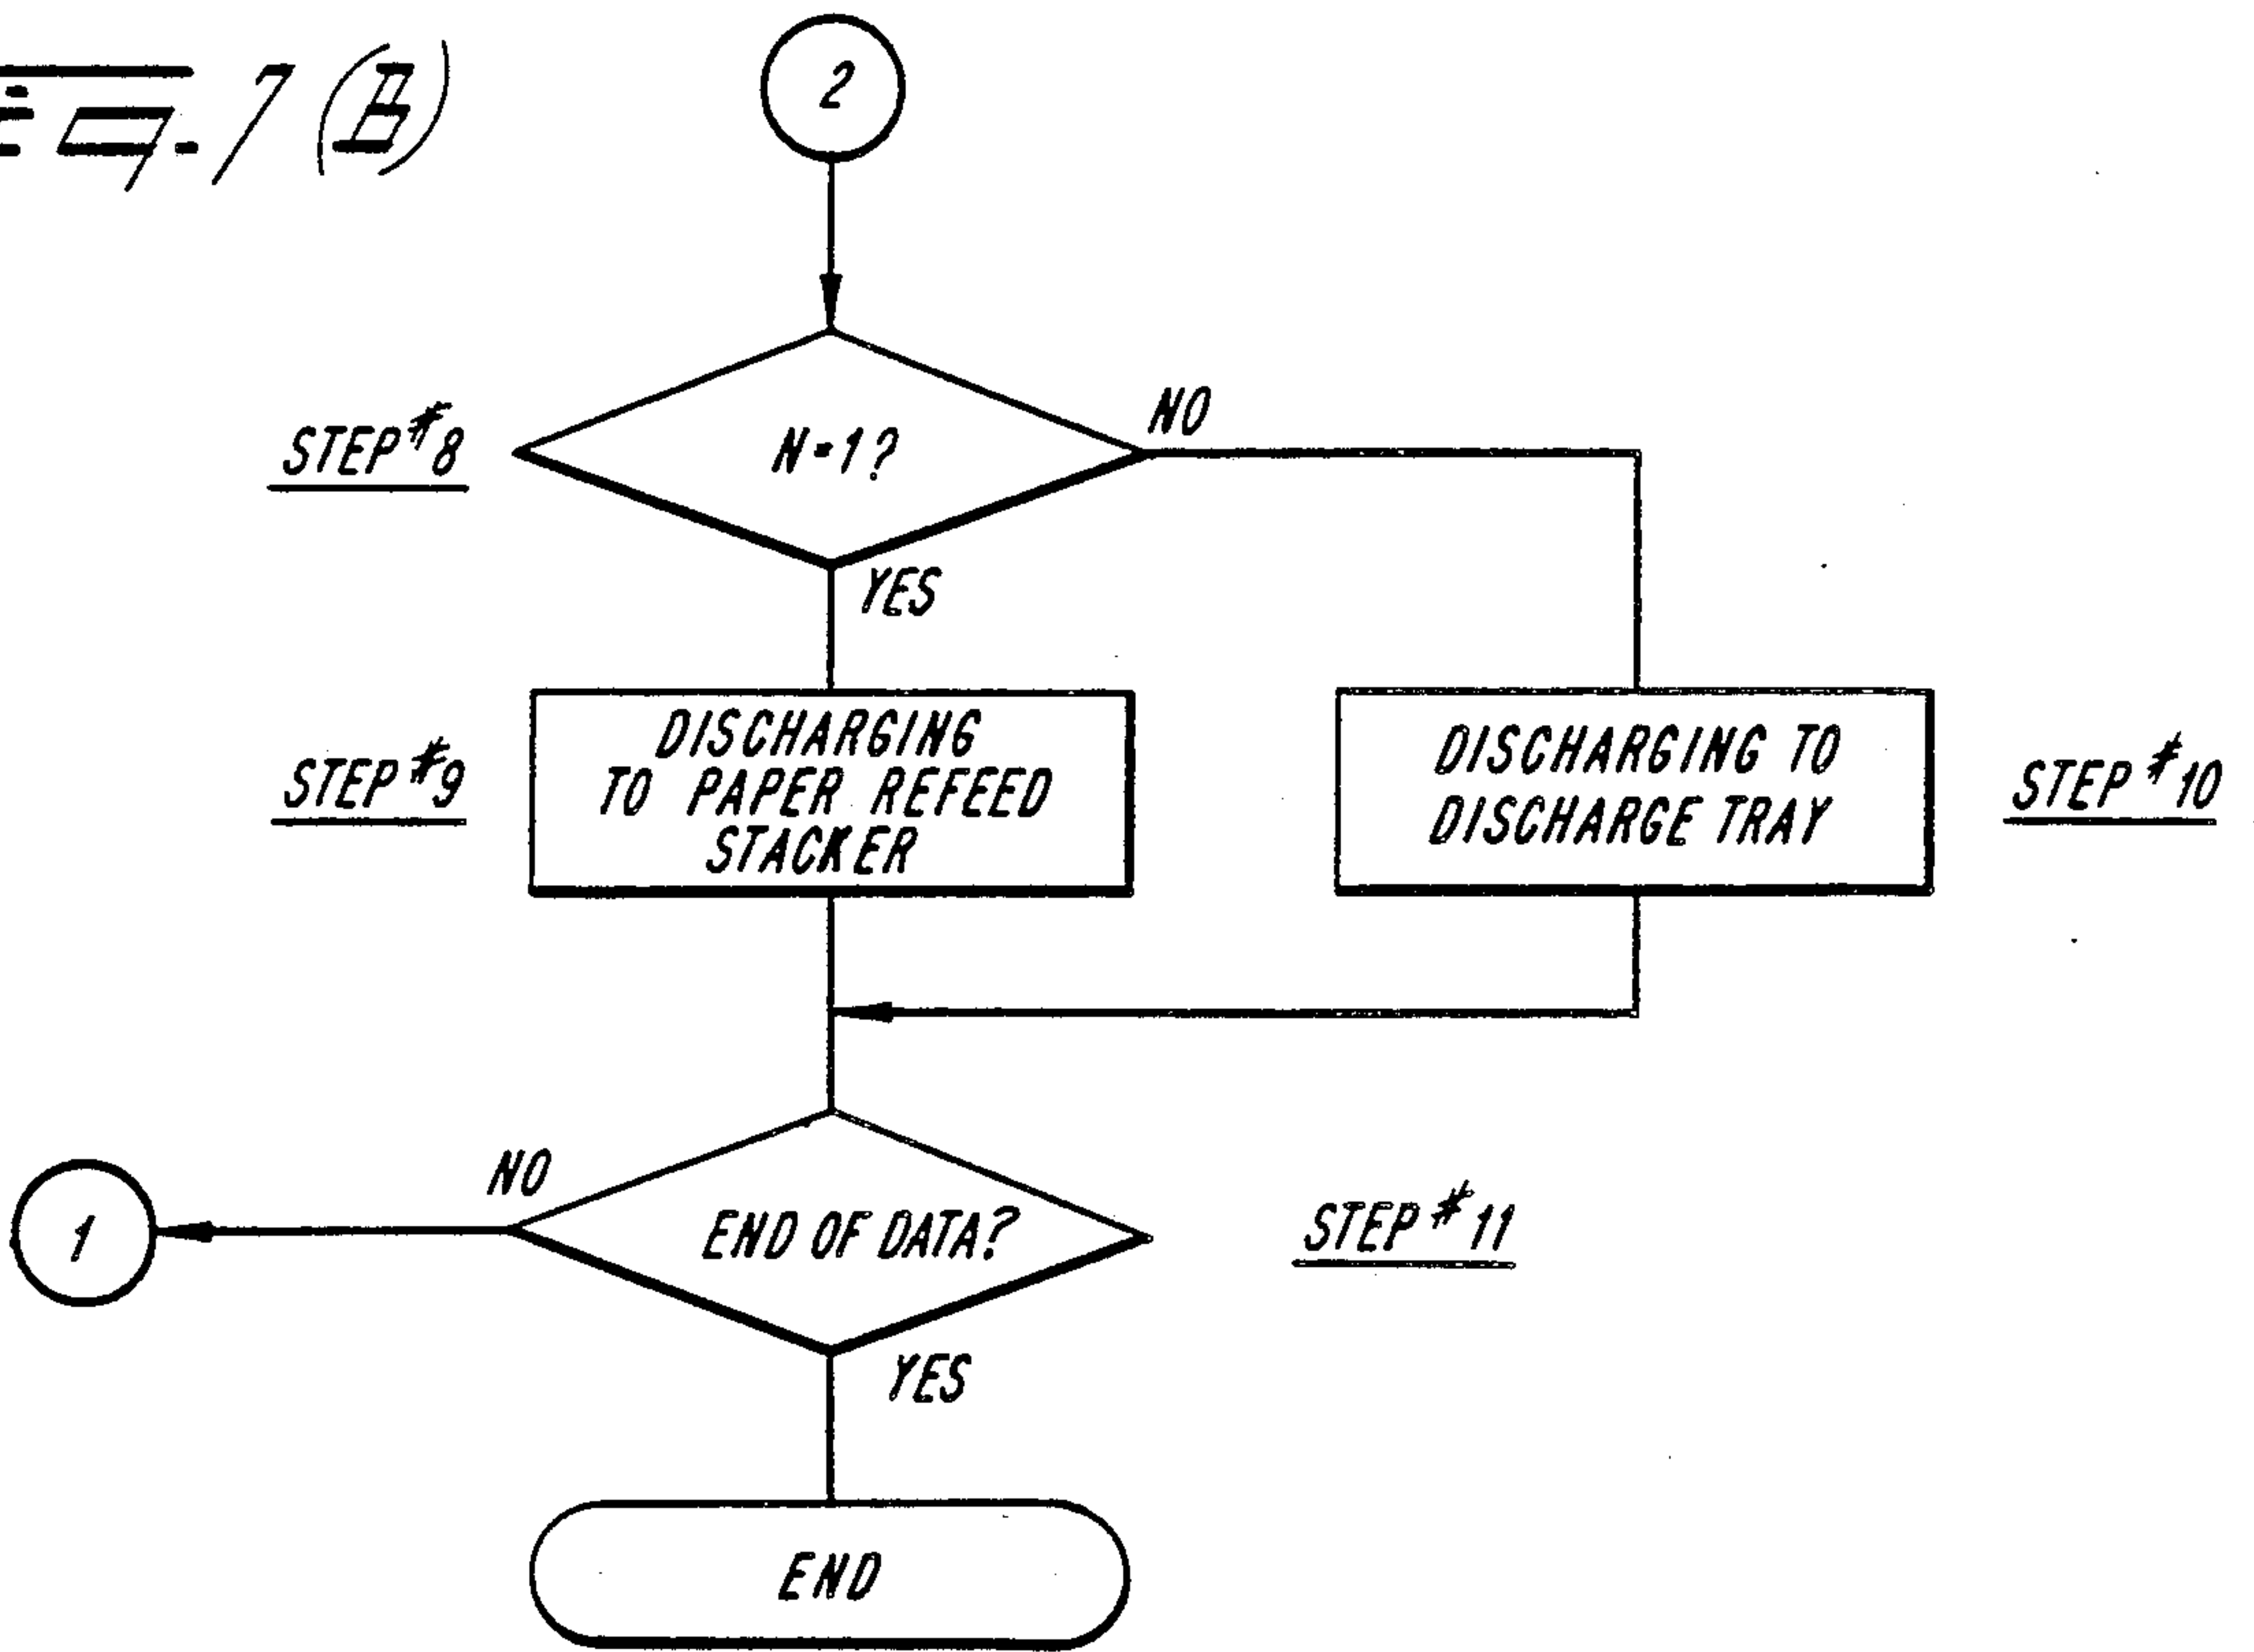 7 (B)
2
STEP #8
N=1?
NO
YES
STEP #9
DISCHARGING
TO PAPER REFEED
STACKER
DISCHARGING TO
DISCHARGE TRAY
STEP #10
NO
1
END OF DATA?
STEP #11
YES
END